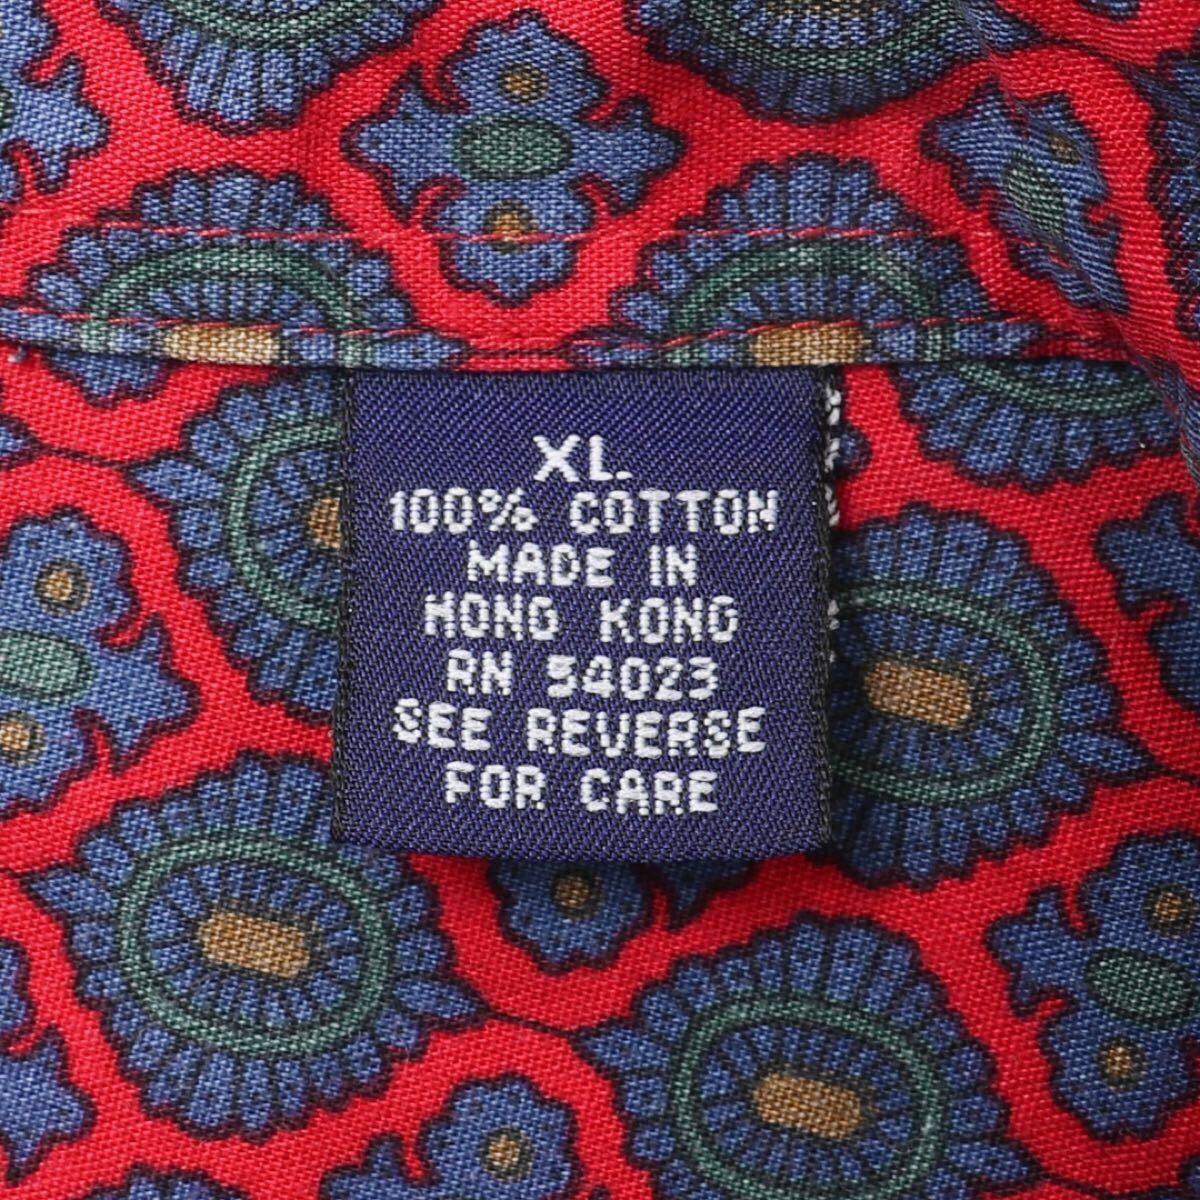 XL.
100% COTTON
MADE IN
HONG KONG
RN 54023
SEE REVERSE
FOR CARE